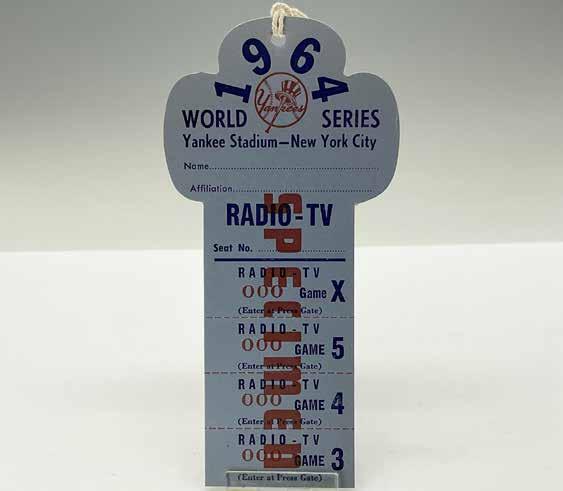 1964
Yankees
WORLD SERIES
Yankee Stadium—New York City
Name
Affiliation
RADIO-TV
Seat No.
SPECIMEN
RADIO-TV
000 Game X
(Enter at Press Gate)
RADIO-TV
000 GAME 5
(Enter at Press Gate)
RADIO-TV
000 GAME 4
(Enter at Press Gate)
RADIO-TV
000 GAME 3
(Enter at Press Gate)